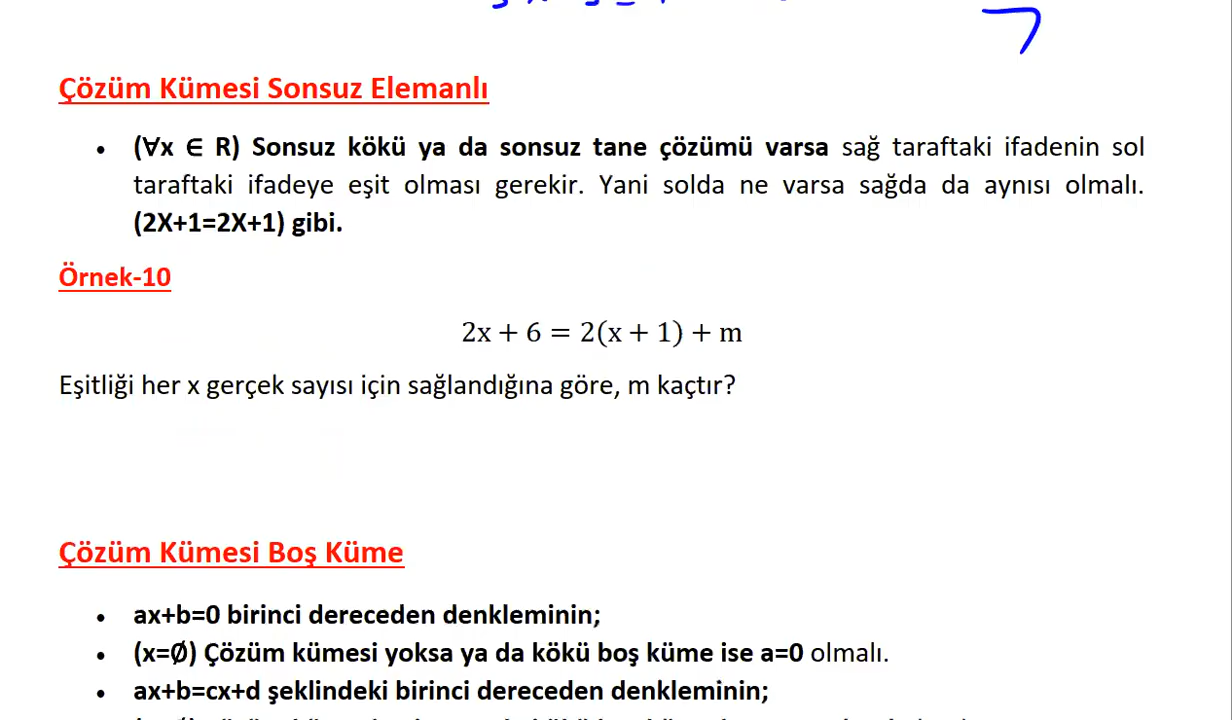 Çözüm Kümesi Sonsuz Elemanlı
• (∀x ∈ R) Sonsuz kökü ya da sonsuz tane çözümü varsa sağ taraftaki ifadenin sol
taraftaki ifadeye eşit olması gerekir. Yani solda ne varsa sağda da aynısı olmalı.
(2X+1=2X+1) gibi.
Örnek-10
2x + 6 = 2(x + 1) + m
Eşitliği her x gerçek sayısı için sağlandığına göre, m kaçtır?
Çözüm Kümesi Boş Küme
• ax+b=0 birinci dereceden denkleminin;
• (x=Ø) Çözüm kümesi yoksa ya da kökü boş küme ise a=0 olmalı.
• ax+b=cx+d şeklindeki birinci dereceden denkleminin;